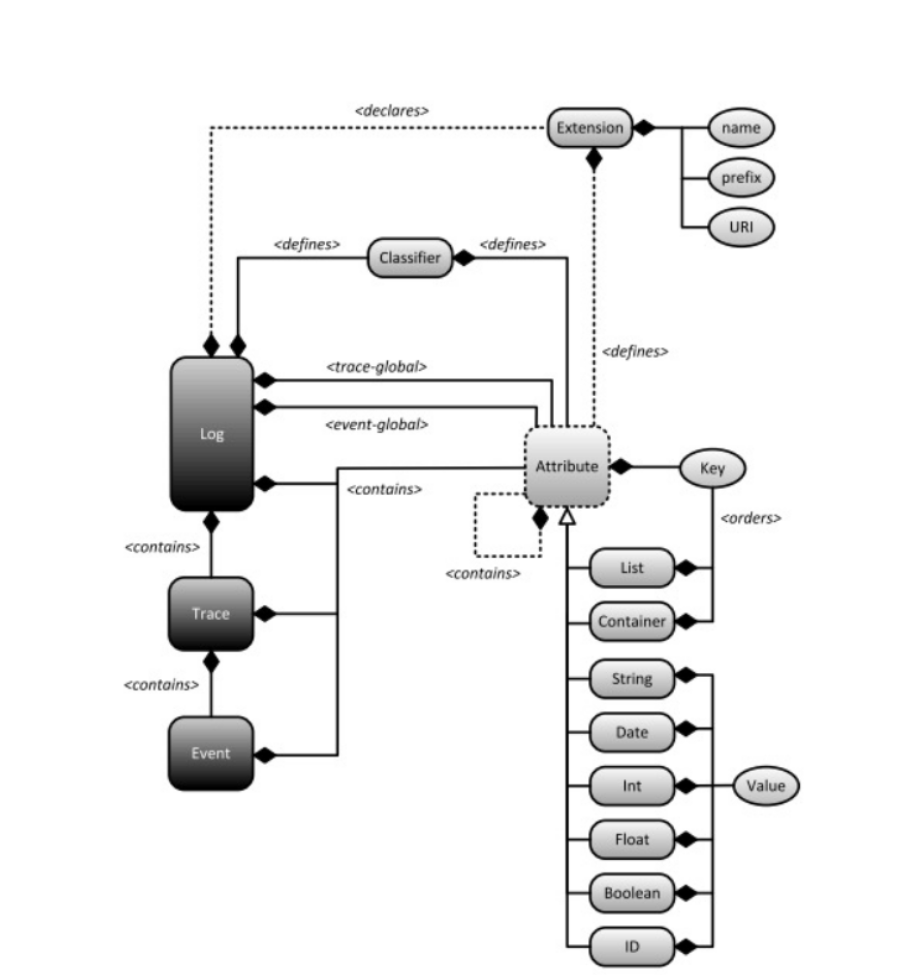 <declares>
Extension
name
prefix
URI
<defines>
Classifier
<defines>
<defines>
<trace-global>
<event-global>
Log
Attribute
Key
<contains>
<orders>
<contains>
<contains>
List
Trace
Container
<contains>
String
Date
Event
Int
Value
Float
Boolean
ID